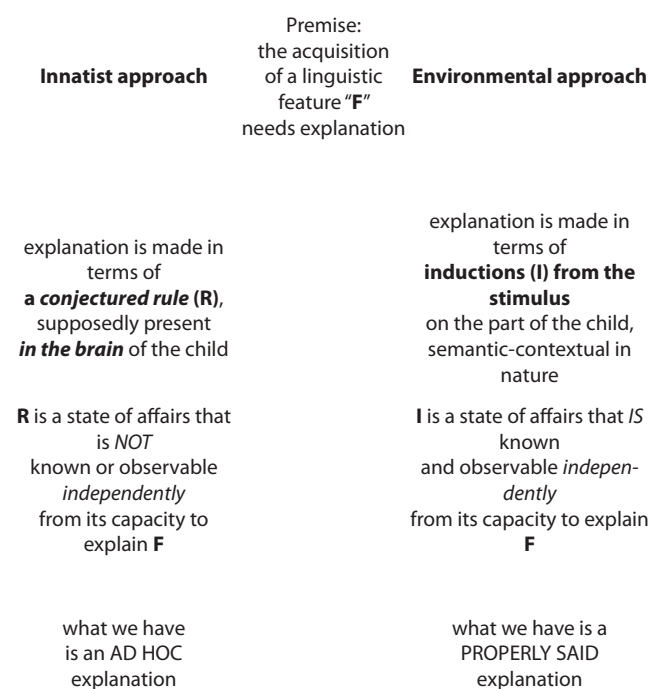 Premise:
the acquisition
of a linguistic
feature “F”
needs explanation
Innatist approach
Environmental approach
explanation is made in
terms of
a conjectured rule (R),
supposedly present
in the brain of the child
explanation is made in
terms of
inductions (I) from the
stimulus
on the part of the child,
semantic-contextual in
nature
R is a state of affairs that
is NOT
known or observable
independently
from its capacity to
explain F
I is a state of affairs that IS
known
and observable indepen-
dently
from its capacity to explain
F
what we have
is an AD HOC
explanation
what we have is a
PROPERLY SAID
explanation